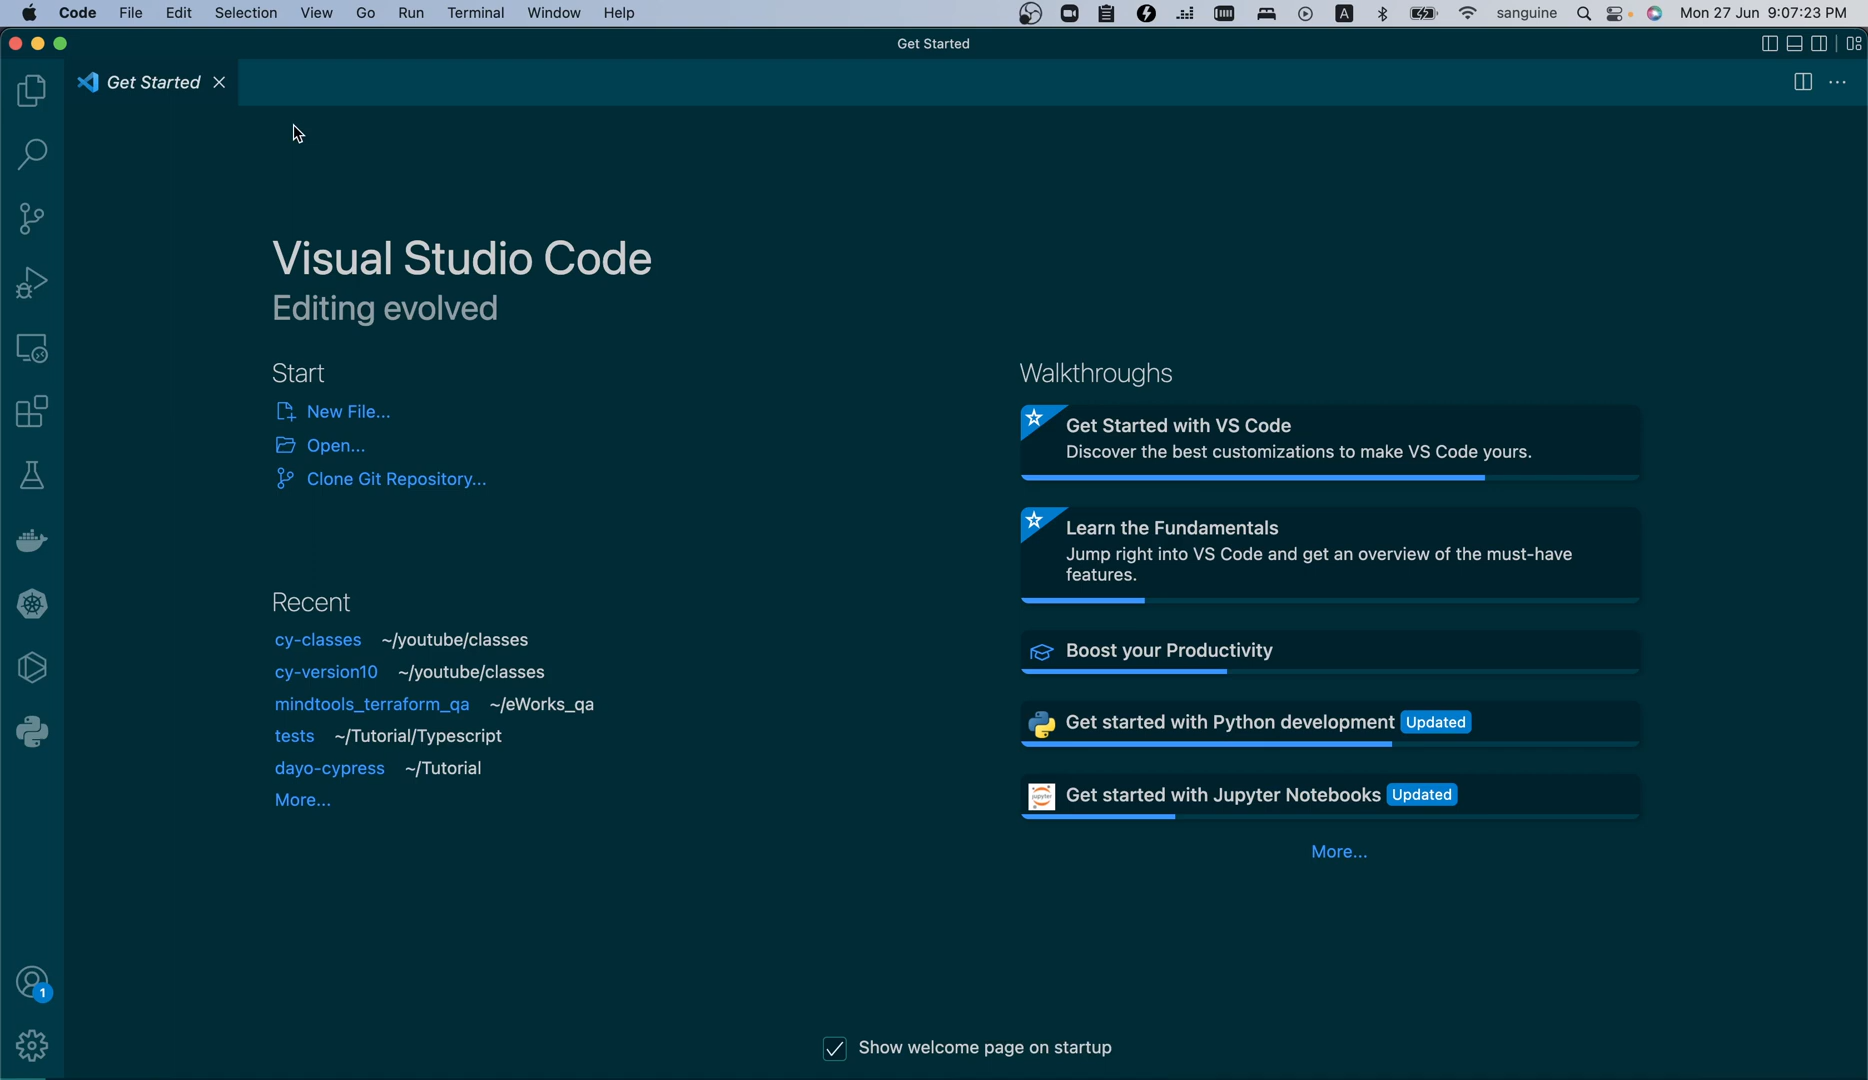 Code File Edit Selection View Go Run Terminal Window Help A sanguine Mon 27 Jun 9:07:23 PM
Get Started
Get Started
Visual Studio Code
Editing evolved
Start
New File...
Open...
Clone Git Repository...
Recent
cy-classes ~/youtube/classes
cy-version10 ~/youtube/classes
mindtools_terraform_qa ~/eWorks_qa
tests ~/Tutorial/Typescript
dayo-cypress ~/Tutorial
More...
Walkthroughs
Get Started with VS Code
Discover the best customizations to make VS Code yours.
Learn the Fundamentals
Jump right into VS Code and get an overview of the must-have
features.
Boost your Productivity
Get started with Python development Updated
jupyter Get started with Jupyter Notebooks Updated
More...
1
Show welcome page on startup